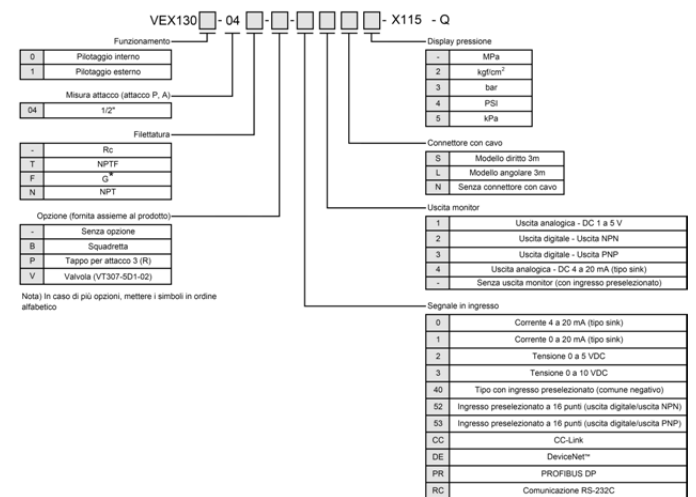 VEX130 - 04 - - - X115 - Q
Funzionamento
0 Pilotaggio interno
1 Pilotaggio esterno
Misura attacco (attacco P, A)
04 1/2"
Filettatura
- Rc
T NPTF
F G*
N NPT
Opzione (fornita assieme al prodotto)
- Senza opzione
B Squadretta
P Tappo per attacco 3 (R)
V Valvola (VT307-5D1-02)
Nota) In caso di più opzioni, mettere i simboli in ordine
alfabetico
Display pressione
- MPa
2 kgf/cm²
3 bar
4 PSI
5 kPa
Connettore con cavo
S Modello diritto 3m
L Modello angolare 3m
N Senza connettore con cavo
Uscita monitor
1 Uscita analogica - DC 1 a 5 V
2 Uscita digitale - Uscita NPN
3 Uscita digitale - Uscita PNP
4 Uscita analogica - DC 4 a 20 mA (tipo sink)
- Senza uscita monitor (con ingresso preselezionato)
Segnale in ingresso
0 Corrente 4 a 20 mA (tipo sink)
1 Corrente 0 a 20 mA (tipo sink)
2 Tensione 0 a 5 VDC
3 Tensione 0 a 10 VDC
40 Tipo con ingresso preselezionato (comune negativo)
52 Ingresso preselezionato a 16 punti (uscita digitale/uscita NPN)
53 Ingresso preselezionato a 16 punti (uscita digitale/uscita PNP)
CC CC-Link
DE DeviceNet™
PR PROFIBUS DP
RC Comunicazione RS-232C